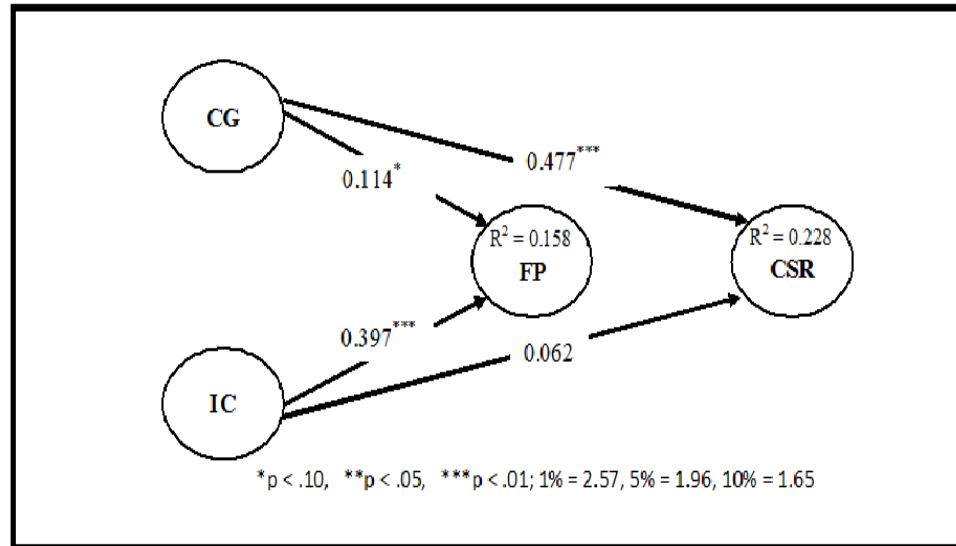 CG
0.477***
0.114*
R² = 0.158
FP
R² = 0.228
CSR
0.397***
0.062
IC
*p < .10, **p < .05, ***p < .01; 1% = 2.57, 5% = 1.96, 10% = 1.65